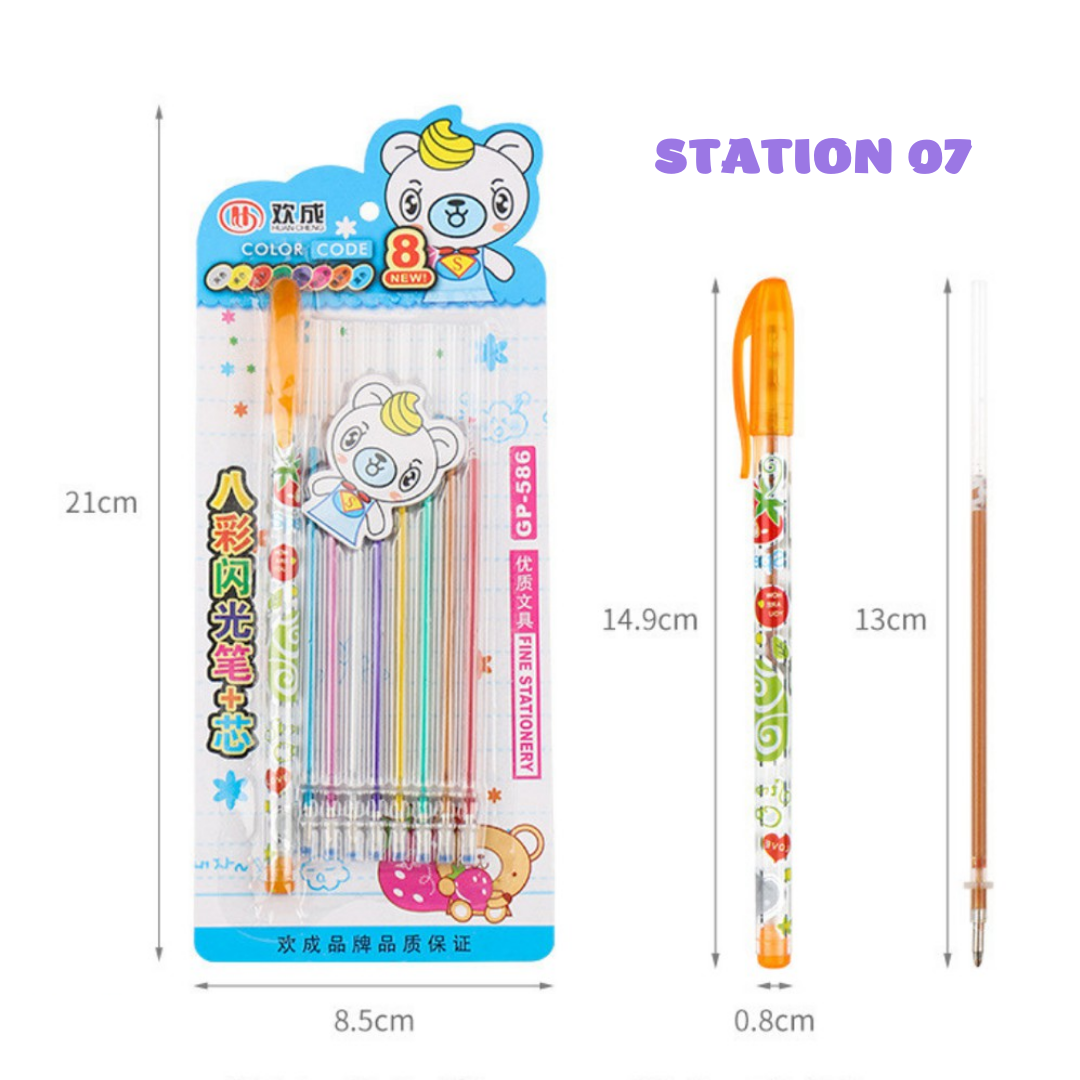 STATION 07
欢成
HUAN CHENG
COLOR CODE
8
NEW!
S
21cm
GP-586
八彩闪光笔+芯
优质文具
FINE STATIONERY
S
14.9cm
13cm
LOVE
欢成品牌品质保证
8.5cm
0.8cm